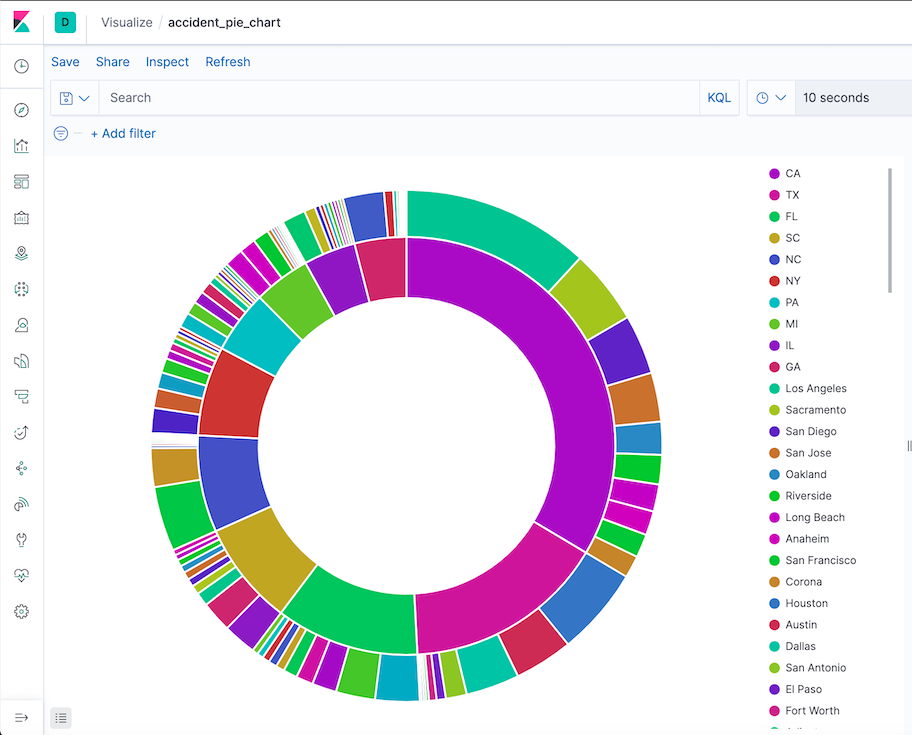 D Visualize / accident_pie_chart
Save Share Inspect Refresh
Search KQL 10 seconds
+ Add filter
CA
TX
FL
SC
NC
NY
PA
MI
IL
GA
Los Angeles
Sacramento
San Diego
San Jose
Oakland
Riverside
Long Beach
Anaheim
San Francisco
Corona
Houston
Austin
Dallas
San Antonio
El Paso
Fort Worth